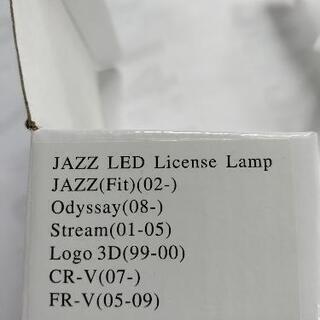 JAZZ LED License Lamp
JAZZ(Fit)(02-)
Odyssay(08-)
Stream(01-05)
Logo 3D(99-00)
CR-V(07-)
FR-V(05-09)